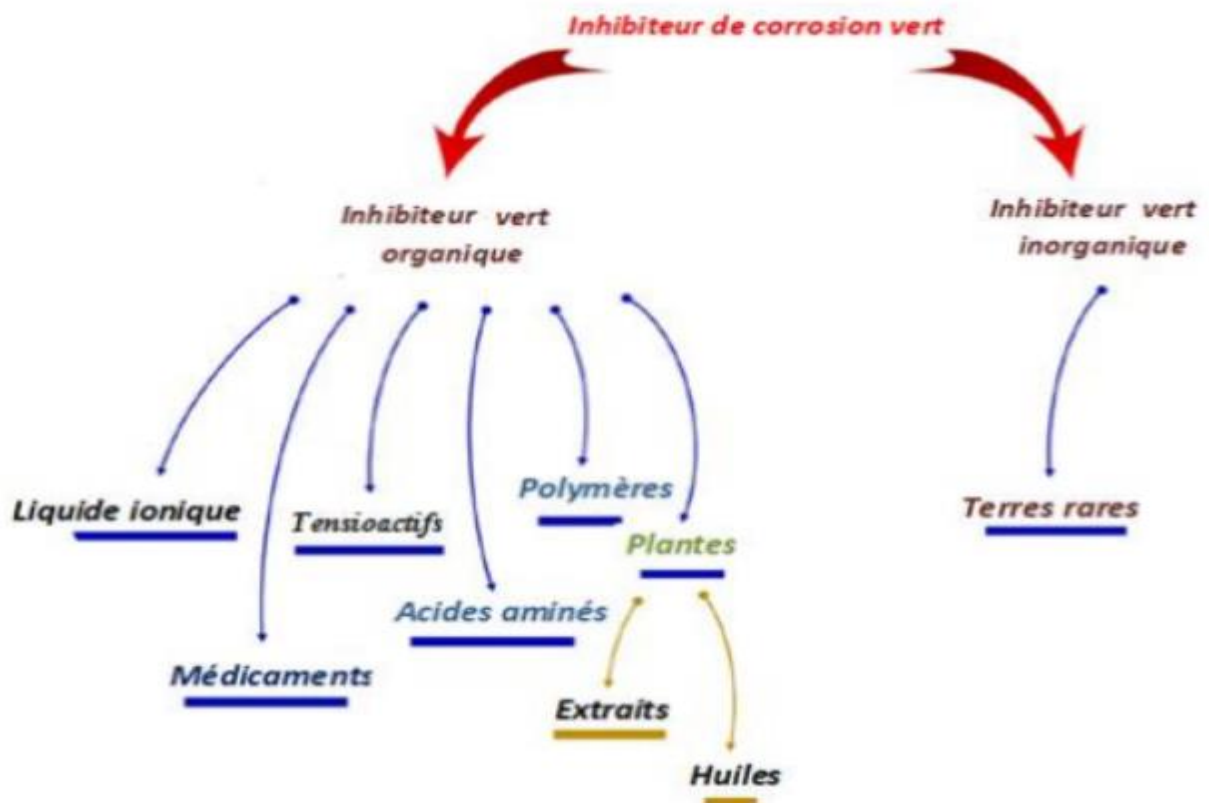 Inhibiteur de corrosion vert
Inhibiteur vert
organique
Inhibiteur vert
inorganique
Liquide ionique
Tensioactifs
Polymères
Terres rares
Plantes
Acides aminés
Médicaments
Extraits
Huiles